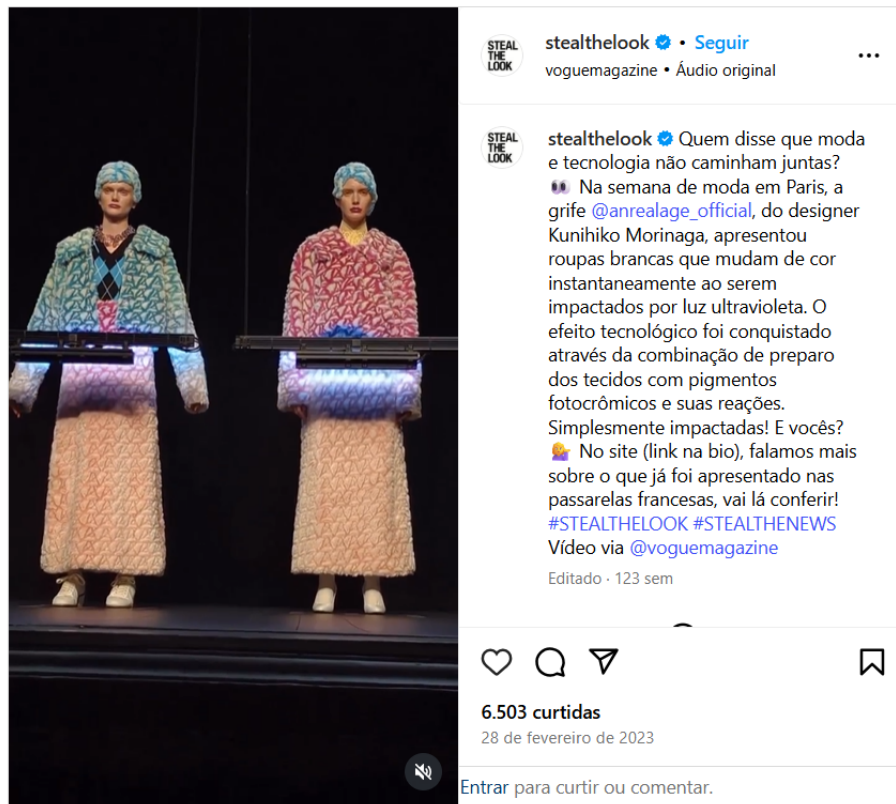 STEAL
THE
LOOK
stealthelook • Seguir
voguemagazine • Áudio original
STEAL
THE
LOOK
stealthelook Quem disse que moda
e tecnologia não caminham juntas?
👀 Na semana de moda em Paris, a
grife @anrealage_official, do designer
Kunihiko Morinaga, apresentou
roupas brancas que mudam de cor
instantaneamente ao serem
impactados por luz ultravioleta. O
efeito tecnológico foi conquistado
através da combinação de preparo
dos tecidos com pigmentos
fotocrômicos e suas reações.
Simplesmente impactadas! E vocês?
💁‍♀️ No site (link na bio), falamos mais
sobre o que já foi apresentado nas
passarelas francesas, vai lá conferir!
#STEALTHELOOK #STEALTHENEWS
Vídeo via @voguemagazine
Editado · 123 sem
6.503 curtidas
28 de fevereiro de 2023
Entrar para curtir ou comentar.